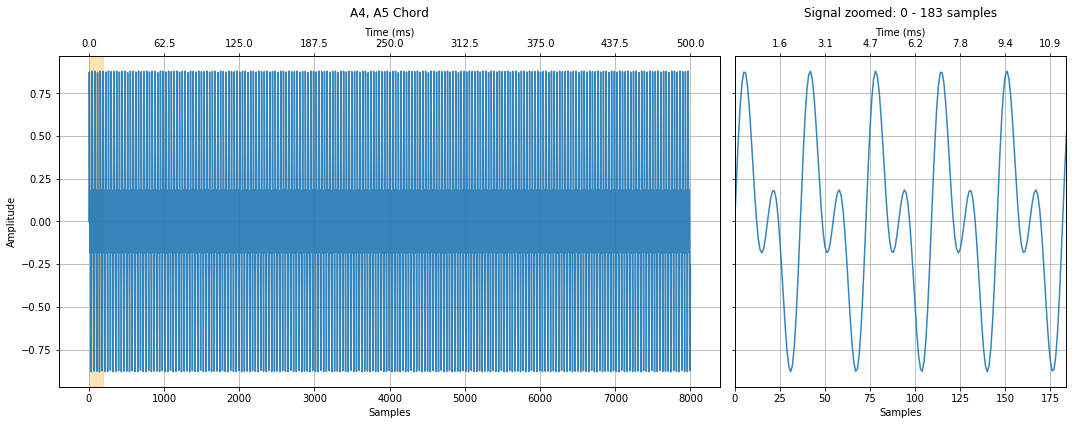 A4, A5 Chord
Time (ms)
0.0 62.5 125.0 187.5 250.0 312.5 375.0 437.5 500.0
0.75
0.50
0.25
0.00
−0.25
−0.50
−0.75
Amplitude
0 1000 2000 3000 4000 5000 6000 7000 8000
Samples
Signal zoomed: 0 - 183 samples
Time (ms)
1.6 3.1 4.7 6.2 7.8 9.4 10.9
0 25 50 75 100 125 150 175
Samples